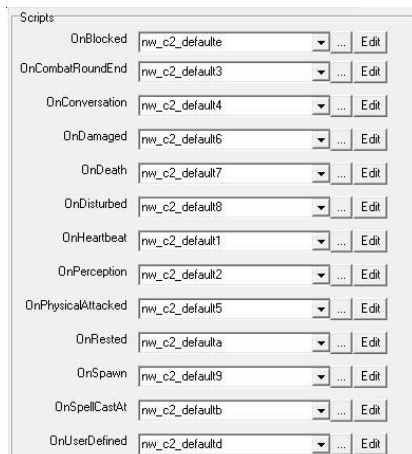 Scripts
OnBlocked nw_c2_defaulte ... Edit
OnCombatRoundEnd nw_c2_default3 ... Edit
OnConversation nw_c2_default4 ... Edit
OnDamaged nw_c2_default6 ... Edit
OnDeath nw_c2_default7 ... Edit
OnDisturbed nw_c2_default8 ... Edit
OnHeartbeat nw_c2_default1 ... Edit
OnPerception nw_c2_default2 ... Edit
OnPhysicalAttacked nw_c2_default5 ... Edit
OnRested nw_c2_defaulta ... Edit
OnSpawn nw_c2_default9 ... Edit
OnSpellCastAt nw_c2_defaultb ... Edit
OnUserDefined nw_c2_defaultd ... Edit